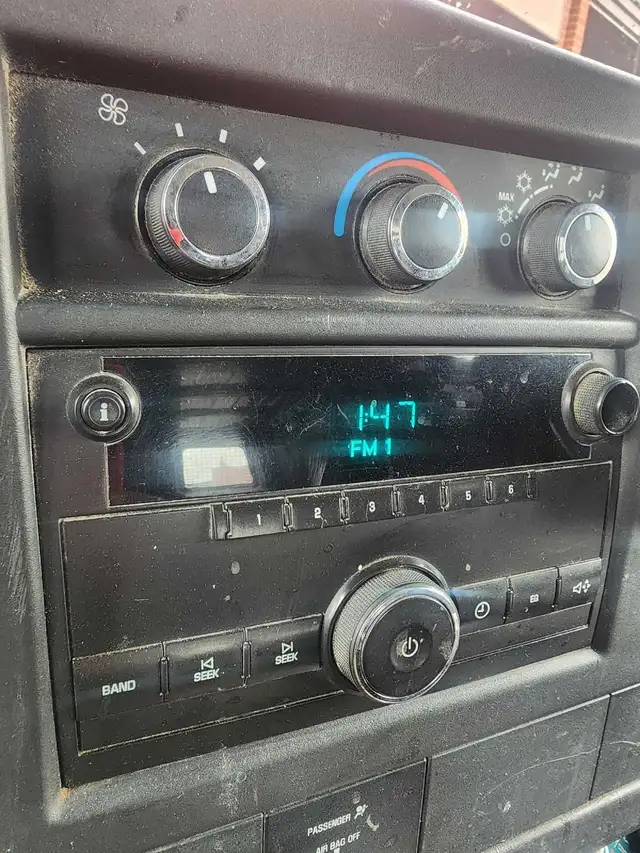 MAX
i
1:47
FM 1
1 2 3 4 5 6
BAND
SEEK
SEEK
PASSENGER
AIR BAG OFF